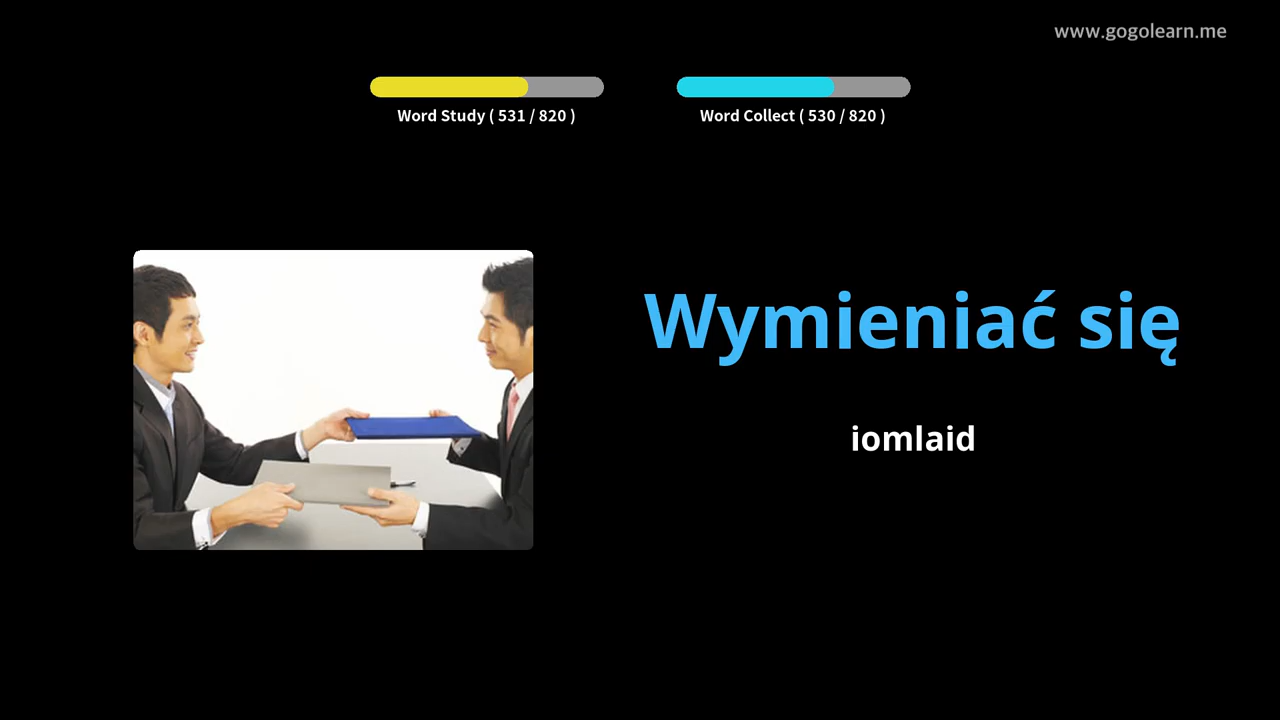 www.gogolearn.me
Word Study ( 531 / 820 )
Word Collect ( 530 / 820 )
Wymieniać się
iomlaid